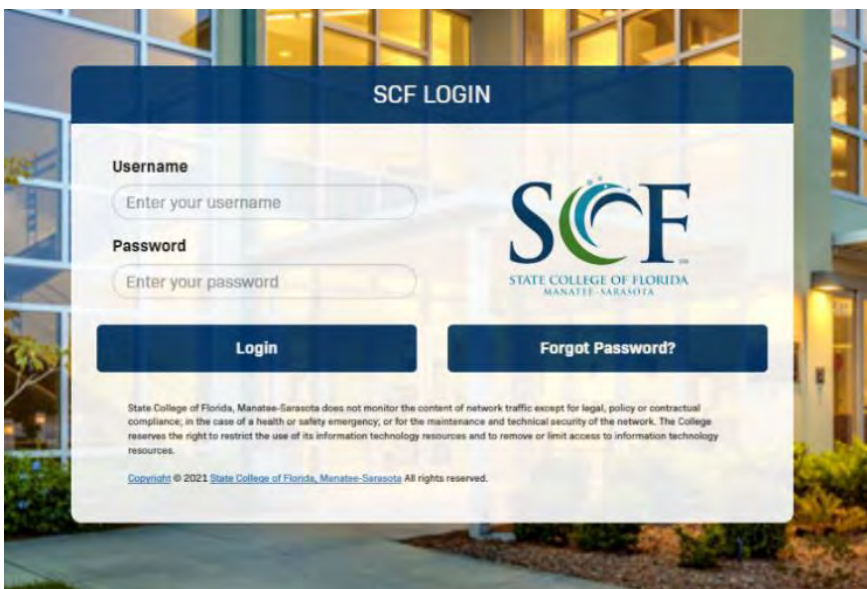 SCF LOGIN
Username
Enter your username
Password
Enter your password
SCF
STATE COLLEGE OF FLORIDA
MANATEE-SARASOTA
Login
Forgot Password?
State College of Florida, Manatee-Sarasota does not monitor the content of network traffic except for legal, policy or contractual
compliance; in the case of a health or safety emergency; or for the maintenance and technical security of the network. The College
reserves the right to restrict the use of its information technology resources and to remove or limit access to information technology
resources.
Copyright © 2021 State College of Florida, Manatee-Sarasota All rights reserved.